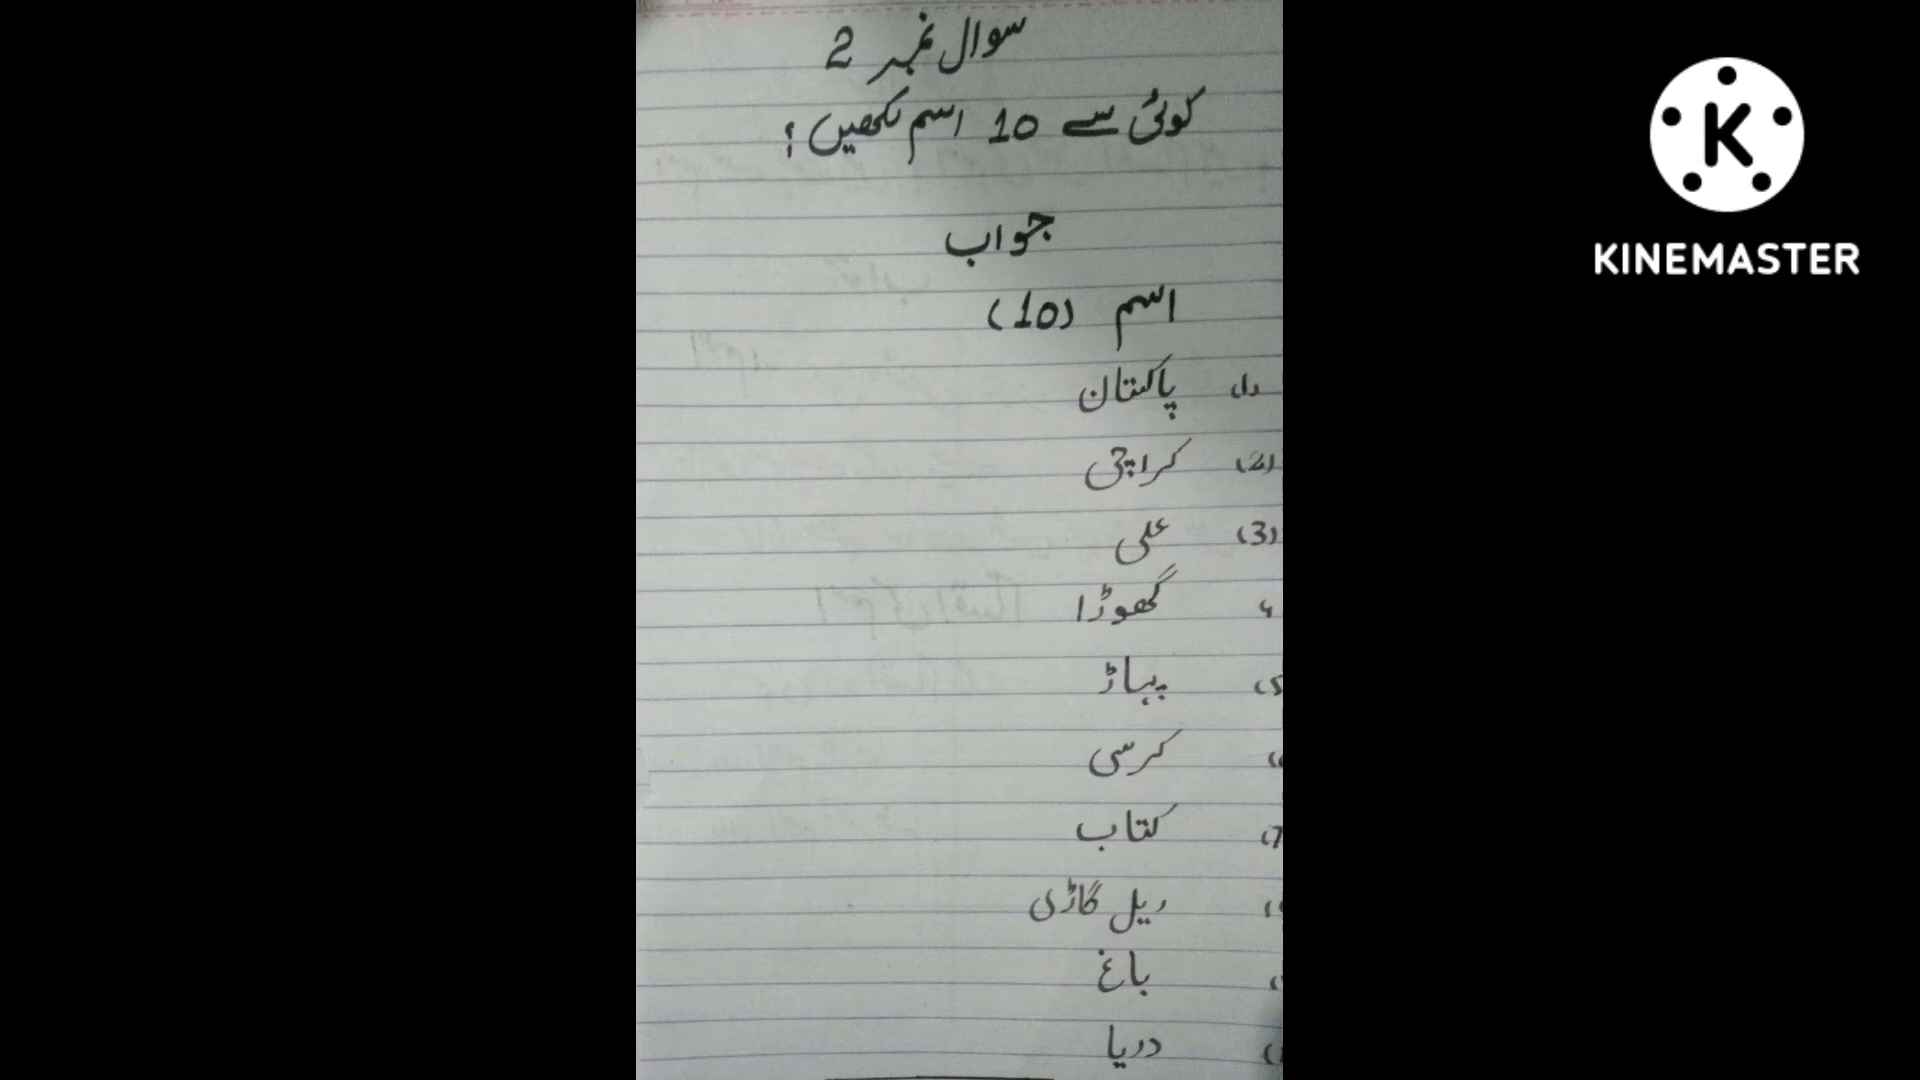 سوال نمبر 2
کوئی سے 10 اسم لکھیں؟
جواب
اسم (10)
(1) پاکستان
(2) کراچی
(3) علی
گھوڑا
(5 پہاڑ
کرسی
(7 کتاب
ریل گاڑی
باغ
دریا
K
KINEMASTER